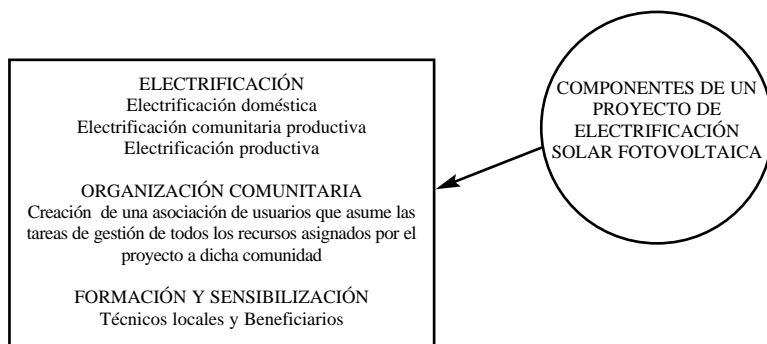 ELECTRIFICACIÓN
Electrificación doméstica
Electrificación comunitaria productiva
Electrificación productiva
ORGANIZACIÓN COMUNITARIA
Creación de una asociación de usuarios que asume las
tareas de gestión de todos los recursos asignados por el
proyecto a dicha comunidad
FORMACIÓN Y SENSIBILIZACIÓN
Técnicos locales y Beneficiarios
COMPONENTES DE UN
PROYECTO DE
ELECTRIFICACIÓN
SOLAR FOTOVOLTAICA